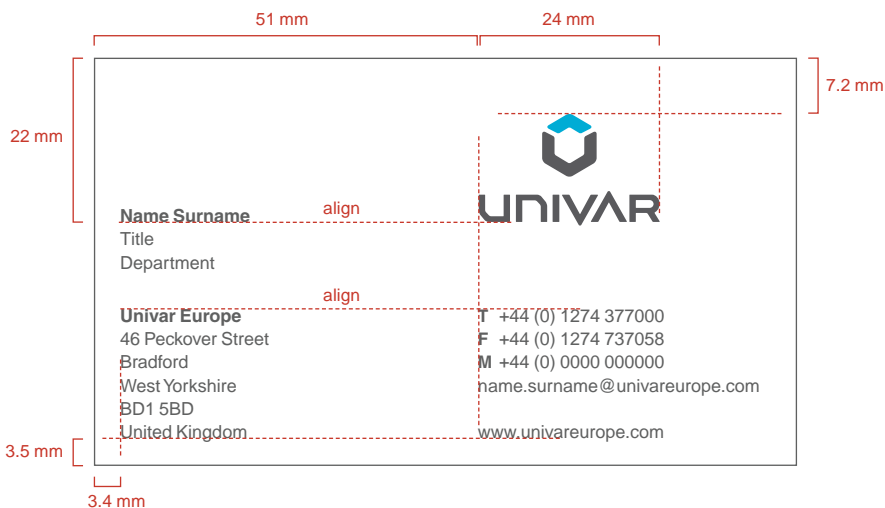 51 mm
24 mm
7.2 mm
22 mm
UNIVAR
Name Surname
align
Title
Department
align
Univar Europe
46 Peckover Street
Bradford
West Yorkshire
BD1 5BD
United Kingdom
T +44 (0) 1274 377000
F +44 (0) 1274 737058
M +44 (0) 0000 000000
name.surname@univareurope.com
www.univareurope.com
3.5 mm
3.4 mm